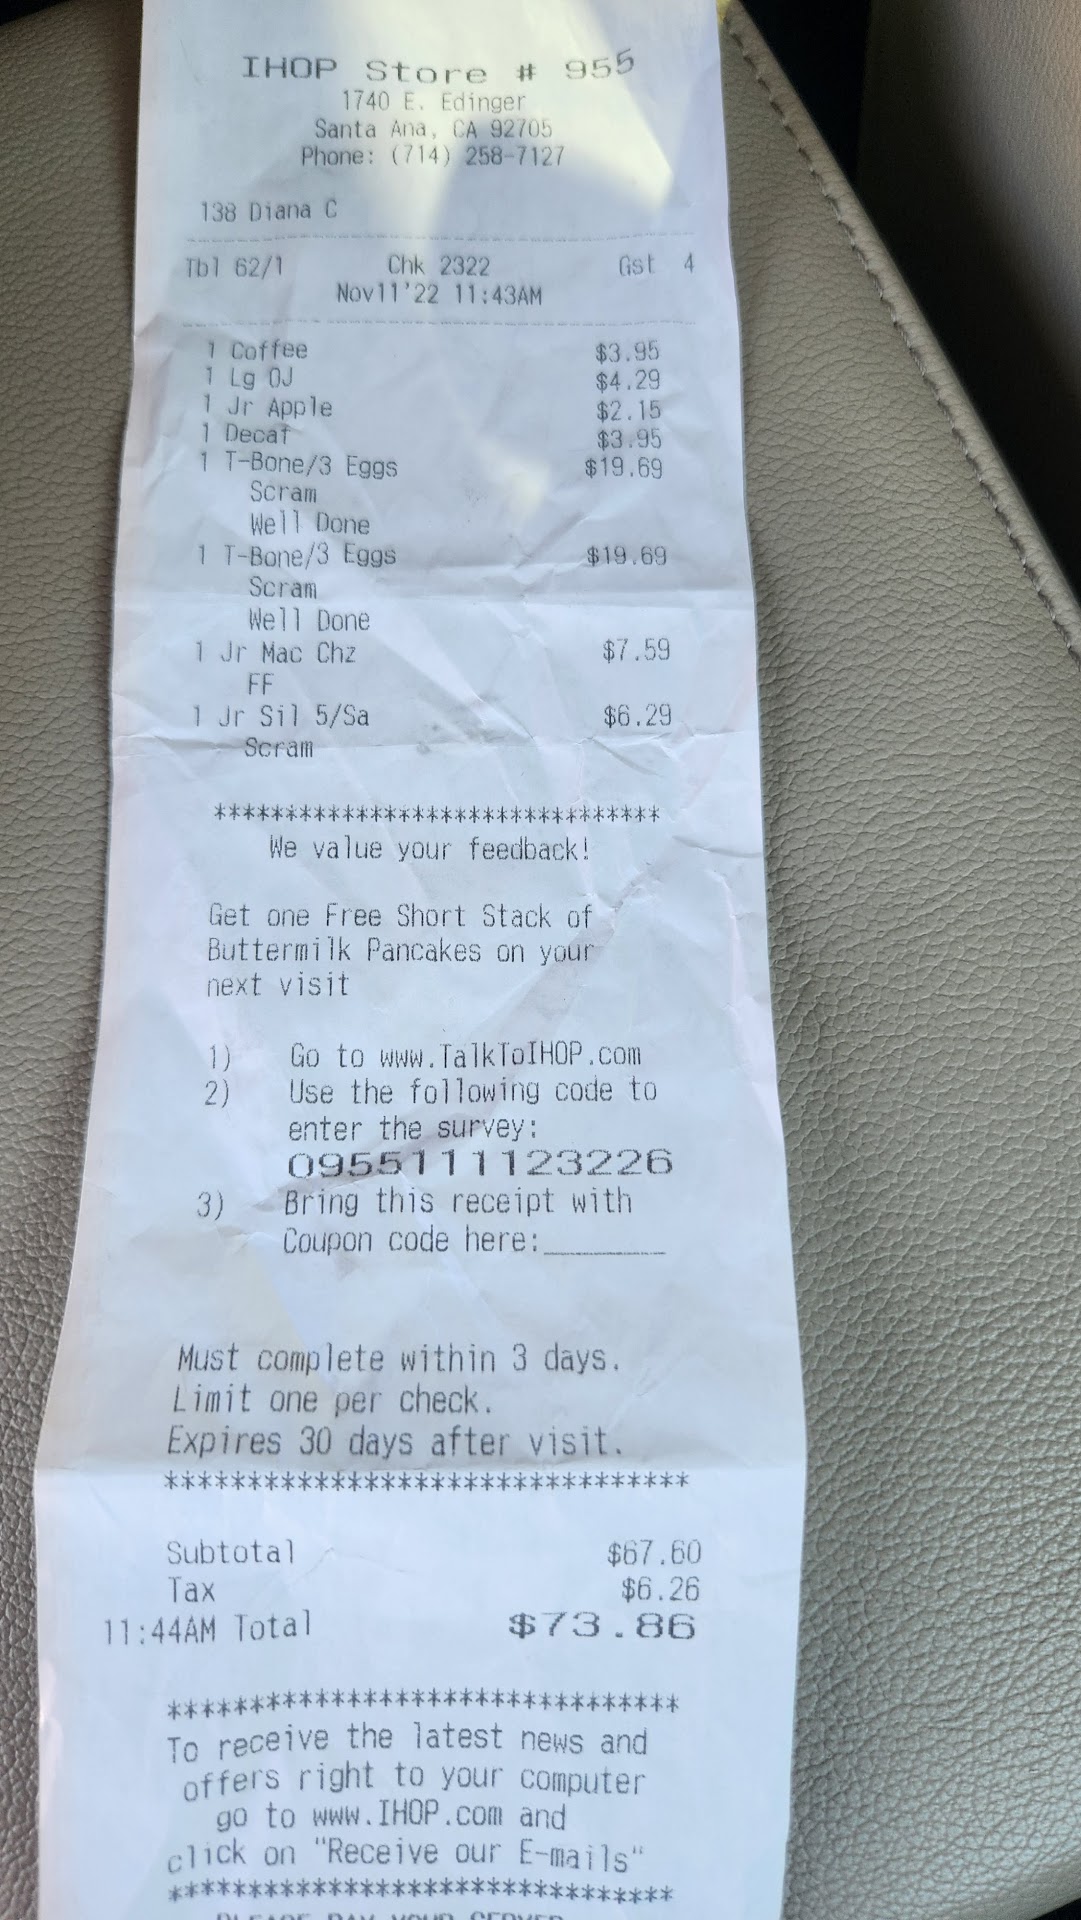 IHOP Store # 955
1740 E. Edinger
Santa Ana, CA 92705
Phone: (714) 258-7127
138 Diana C
Tbl 62/1 Chk 2322 Gst 4
Nov11'22 11:43AM
1 Coffee $3.95
1 Lg OJ $4.29
1 Jr Apple $2.15
1 Decaf $3.95
1 T-Bone/3 Eggs $19.69
Scram
Well Done
1 T-Bone/3 Eggs $19.69
Scram
Well Done
1 Jr Mac Chz $7.59
FF
1 Jr Sil 5/Sa $6.29
Scram
*******************************
We value your feedback!
Get one Free Short Stack of
Buttermilk Pancakes on your
next visit
1) Go to www.TalkToIHOP.com
2) Use the following code to
enter the survey:
0955111123226
3) Bring this receipt with
Coupon code here:________
Must complete within 3 days.
Limit one per check.
Expires 30 days after visit.
*******************************
Subtotal $67.60
Tax $6.26
11:44AM Total $73.86
*******************************
To receive the latest news and
offers right to your computer
go to www.IHOP.com and
click on "Receive our E-mails"
*******************************
PLEASE PAY YOUR SERVER